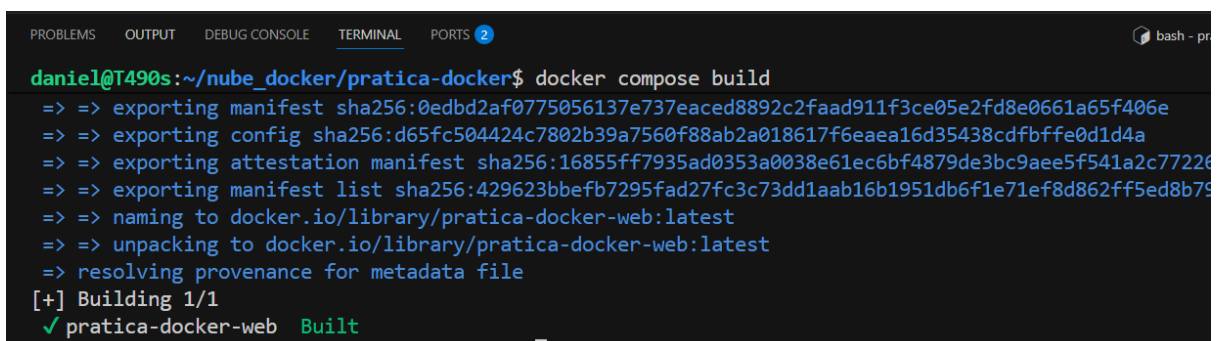 PROBLEMS OUTPUT DEBUG CONSOLE TERMINAL PORTS 2 bash - pra
daniel@T490s:~/nube_docker/pratica-docker$ docker compose build
=> => exporting manifest sha256:0edbd2af0775056137e737eaced8892c2faad911f3ce05e2fd8e0661a65f406e
=> => exporting config sha256:d65fc504424c7802b39a7560f88ab2a018617f6eaea16d35438cdfbffe0d1d4a
=> => exporting attestation manifest sha256:16855ff7935ad0353a0038e61ec6bf4879de3bc9aee5f541a2c77226
=> => exporting manifest list sha256:429623bbefb7295fad27fc3c73dd1aab16b1951db6f1e71ef8d862ff5ed8b79
=> => naming to docker.io/library/pratica-docker-web:latest
=> => unpacking to docker.io/library/pratica-docker-web:latest
=> resolving provenance for metadata file
[+] Building 1/1
✓ pratica-docker-web Built